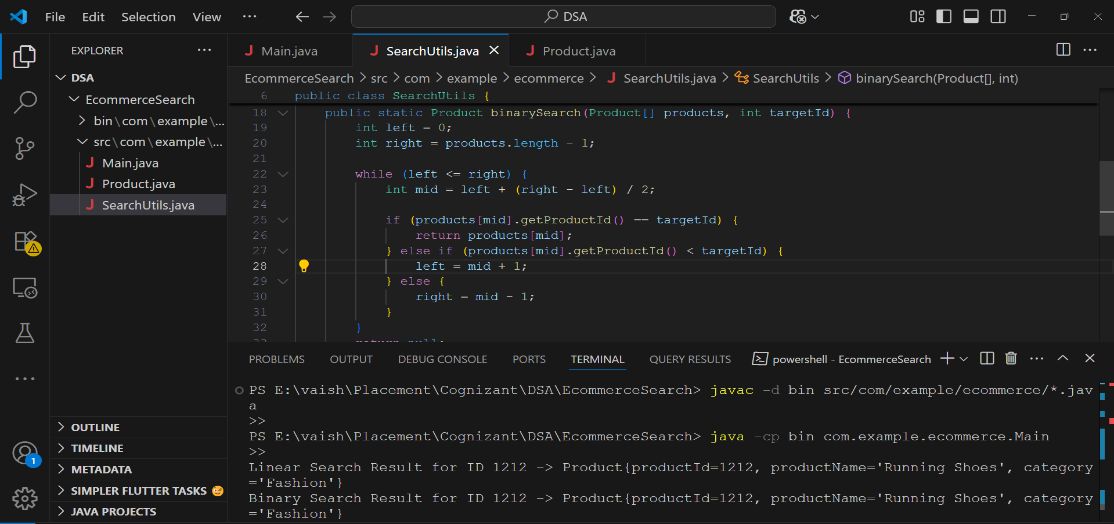 File Edit Selection View ··· DSA
EXPLORER ···
DSA
EcommerceSearch
bin\com\example\...
src\com\example\...
Main.java
Product.java
SearchUtils.java
OUTLINE
TIMELINE
METADATA
SIMPLER FLUTTER TASKS
JAVA PROJECTS
1
Main.java SearchUtils.java Product.java
EcommerceSearch > src > com > example > ecommerce > SearchUtils.java > SearchUtils > binarySearch(Product[], int)
6 public class SearchUtils {
18 public static Product binarySearch(Product[] products, int targetId) {
19 int left = 0;
20 int right = products.length - 1;
21
22 while (left <= right) {
23 int mid = left + (right - left) / 2;
24
25 if (products[mid].getProductId() == targetId) {
26 return products[mid];
27 } else if (products[mid].getProductId() < targetId) {
28 left = mid + 1;
29 } else {
30 right = mid - 1;
31 }
32 }
33 return null;
PROBLEMS OUTPUT DEBUG CONSOLE PORTS TERMINAL QUERY RESULTS powershell - EcommerceSearch
PS E:\vaish\Placement\Cognizant\DSA\EcommerceSearch> javac -d bin src/com/example/ecommerce/*.jav
a
>>
PS E:\vaish\Placement\Cognizant\DSA\EcommerceSearch> java -cp bin com.example.ecommerce.Main
>>
Linear Search Result for ID 1212 -> Product{productId=1212, productName='Running Shoes', category
='Fashion'}
Binary Search Result for ID 1212 -> Product{productId=1212, productName='Running Shoes', category
='Fashion'}